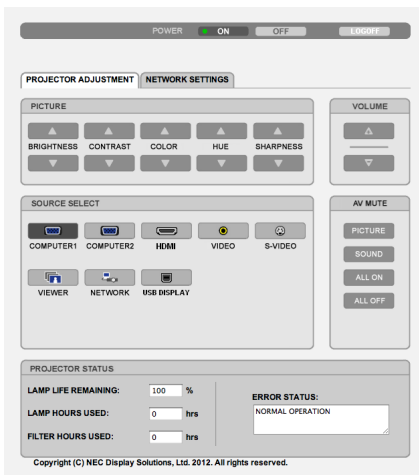 POWER ON OFF LOGOFF
PROJECTOR ADJUSTMENT NETWORK SETTINGS
PICTURE VOLUME
BRIGHTNESS CONTRAST COLOR HUE SHARPNESS
SOURCE SELECT AV MUTE
PICTURE
COMPUTER1 COMPUTER2 HDMI VIDEO S-VIDEO
SOUND
ALL ON
VIEWER NETWORK USB DISPLAY
ALL OFF
PROJECTOR STATUS
LAMP LIFE REMAINING: 100 %
ERROR STATUS:
LAMP HOURS USED: 0 hrs
NORMAL OPERATION
FILTER HOURS USED: 0 hrs
Copyright (C) NEC Display Solutions, Ltd. 2012. All rights reserved.